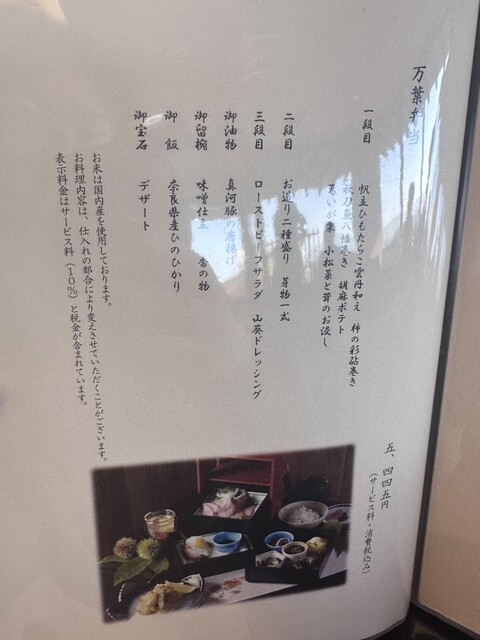 万葉弁当
一段目 帆立ひもたらこ雲丹和え 柿の彩砧巻き
秋刀魚八幡巻き 胡麻ポテト
いが栗 小松菜と茸のお浸し
二段目 お造り二種盛り 芽物一式
三段目 ローストビーフサラダ 山葵ドレッシング
御油物 真河豚の唐揚げ
御留椀 味噌仕立 香の物
御飯 奈良県産ひのひかり
御宝石 デザート
お米は国内産を使用しております。
お料理内容は、仕入れの都合により変えさせていただくことがございます。
表示料金はサービス料（10％）と税金が含まれています。
五、四四五円
（サービス料・消費税込み）